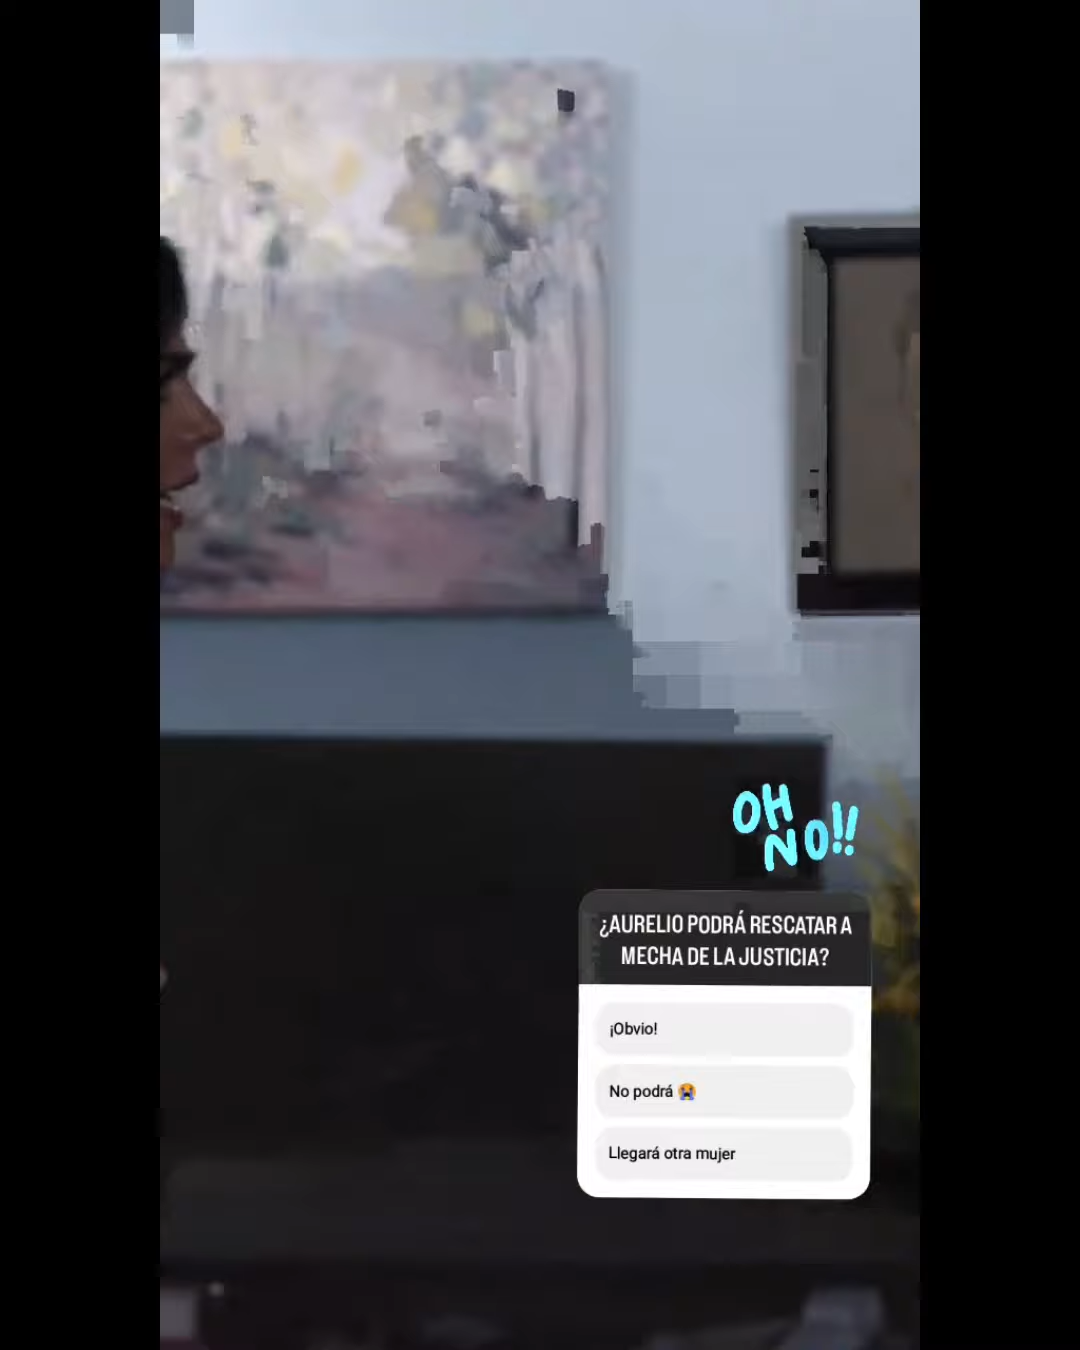 OH
NO!!
¿AURELIO PODRÁ RESCATAR A
MECHA DE LA JUSTICIA?
¡Obvio!
No podrá 😭
Llegará otra mujer